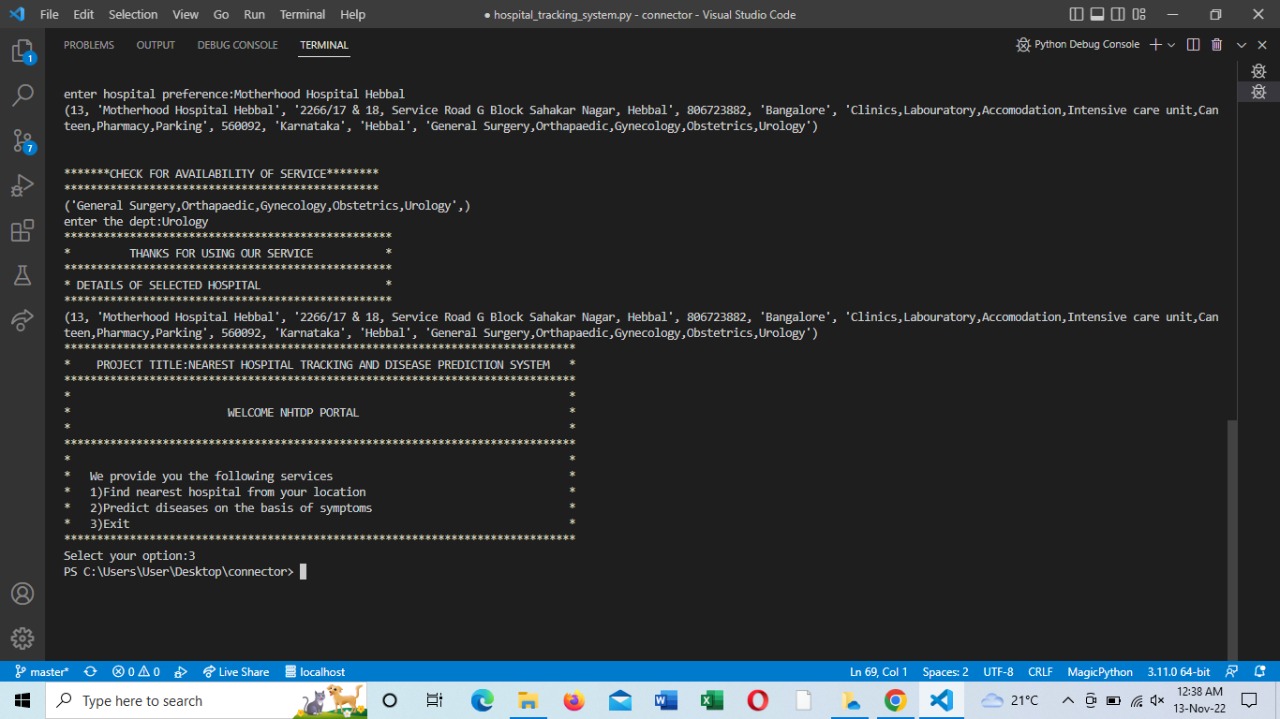 File Edit Selection View Go Run Terminal Help ● hospital_tracking_system.py - connector - Visual Studio Code
PROBLEMS OUTPUT DEBUG CONSOLE TERMINAL Python Debug Console
1
7
enter hospital preference:Motherhood Hospital Hebbal
(13, 'Motherhood Hospital Hebbal', '2266/17 & 18, Service Road G Block Sahakar Nagar, Hebbal', 806723882, 'Bangalore', 'Clinics,Labouratory,Accomodation,Intensive care unit,Can
teen,Pharmacy,Parking', 560092, 'Karnataka', 'Hebbal', 'General Surgery,Orthapaedic,Gynecology,Obstetrics,Urology')
*******CHECK FOR AVAILABILITY OF SERVICE********
************************************************
('General Surgery,Orthapaedic,Gynecology,Obstetrics,Urology',)
enter the dept:Urology
**************************************************
* THANKS FOR USING OUR SERVICE *
**************************************************
* DETAILS OF SELECTED HOSPITAL *
**************************************************
(13, 'Motherhood Hospital Hebbal', '2266/17 & 18, Service Road G Block Sahakar Nagar, Hebbal', 806723882, 'Bangalore', 'Clinics,Labouratory,Accomodation,Intensive care unit,Can
teen,Pharmacy,Parking', 560092, 'Karnataka', 'Hebbal', 'General Surgery,Orthapaedic,Gynecology,Obstetrics,Urology')
******************************************************************************
* PROJECT TITLE:NEAREST HOSPITAL TRACKING AND DISEASE PREDICTION SYSTEM *
******************************************************************************
* *
* WELCOME NHTDP PORTAL *
* *
******************************************************************************
* *
* We provide you the following services *
* 1)Find nearest hospital from your location *
* 2)Predict diseases on the basis of symptoms *
* 3)Exit *
******************************************************************************
Select your option:3
PS C:\Users\User\Desktop\connector>
master* 0 0 Live Share localhost Ln 69, Col 1 Spaces: 2 UTF-8 CRLF MagicPython 3.11.0 64-bit
Type here to search 21°C 12:38 AM
13-Nov-22